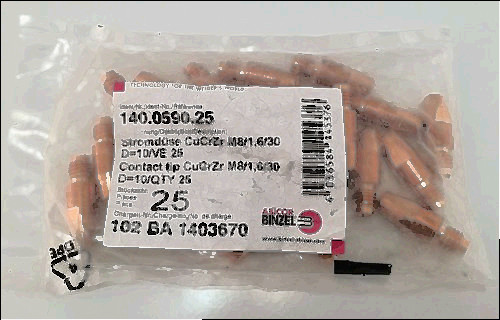 TECHNOLOGY FOR THE WELDER'S WORLD.
140.0590.25
Stromdüse CuCrZr M8/1,6/30
D=10/VE 25
Contact tip CuCrZr M8/1,6/30
D=10/QTY 25
25
ABICOR
BINZEL
102 BA 1403670
PE